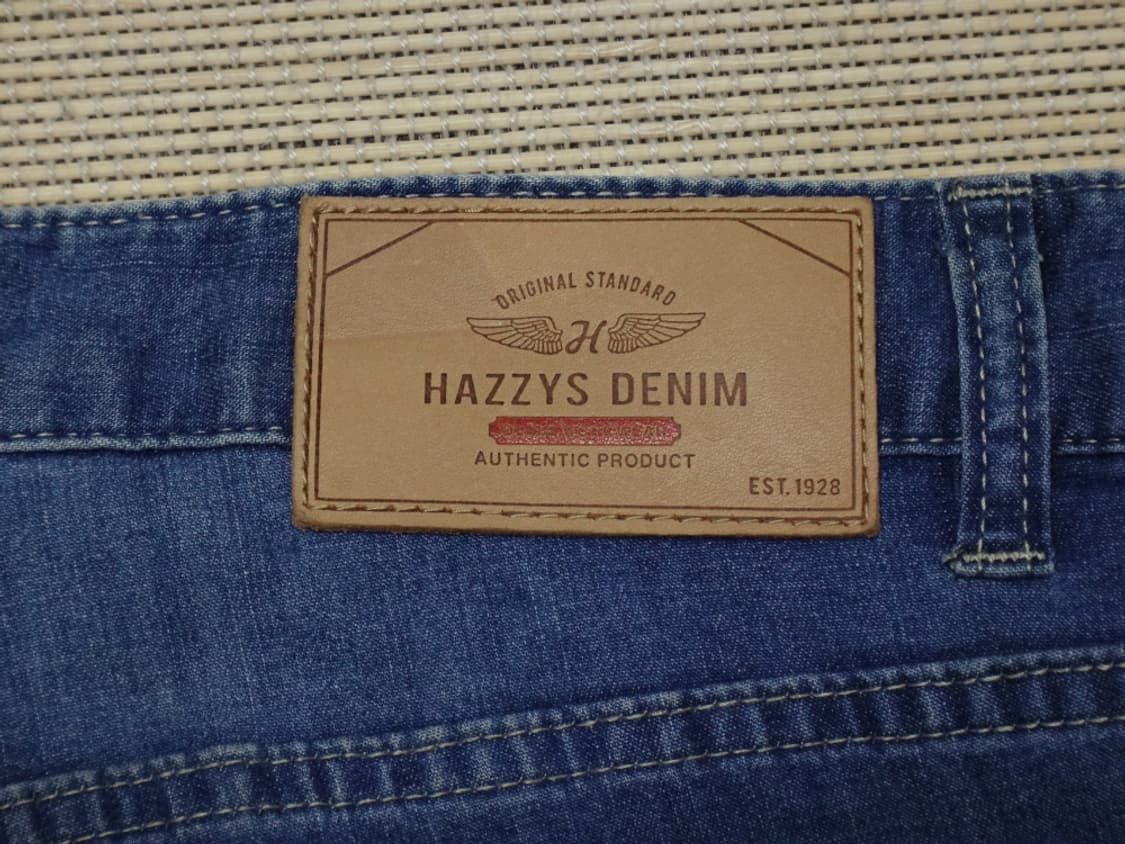 ORIGINAL STANDARD
H
HAZZYS DENIM
AUTHENTIC PRODUCT
EST. 1928